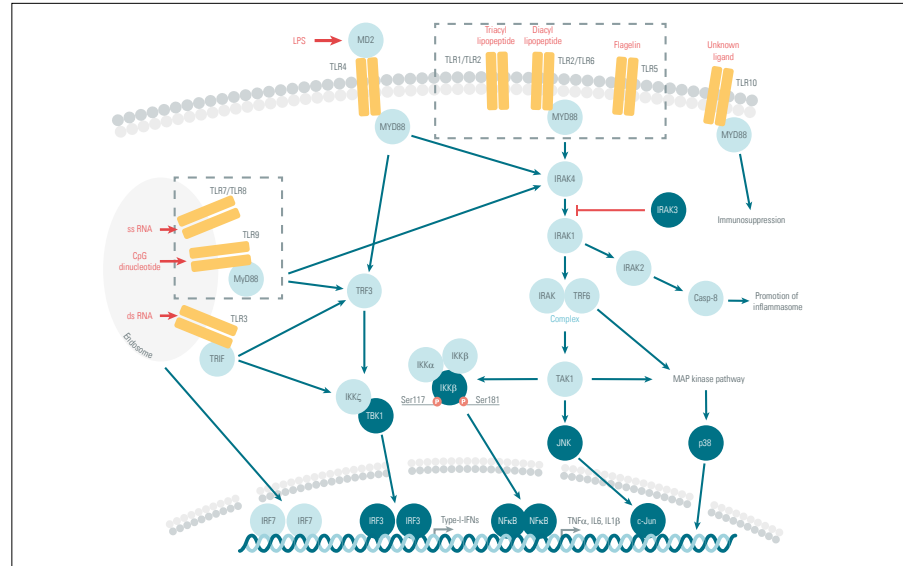 Triacyl
lipopeptide
Diacyl
lipopeptide
Flagelin
Unknown
ligand
LPS
MD2
TLR4
TLR1/TLR2
TLR2/TLR6
TLR5
TLR10
MYD88
MYD88
MYD88
IRAK4
TLR7/TLR8
IRAK3
Immunosuppression
ss RNA
TLR9
IRAK1
CpG
dinucleotide
MyD88
IRAK2
TRF3
IRAK
TRF6
Casp-8
Promotion of
inflammasome
ds RNA
TLR3
Complex
Endosome
TRIF
IKKα
IKKβ
IKKβ
TAK1
MAP kinase pathway
IKKζ
Ser117
P
P
Ser181
TBK1
JNK
p38
IRF7
IRF7
IRF3
IRF3
Type-I-IFNs
NFκB
NFκB
TNFα, IL6, IL1β
c-Jun